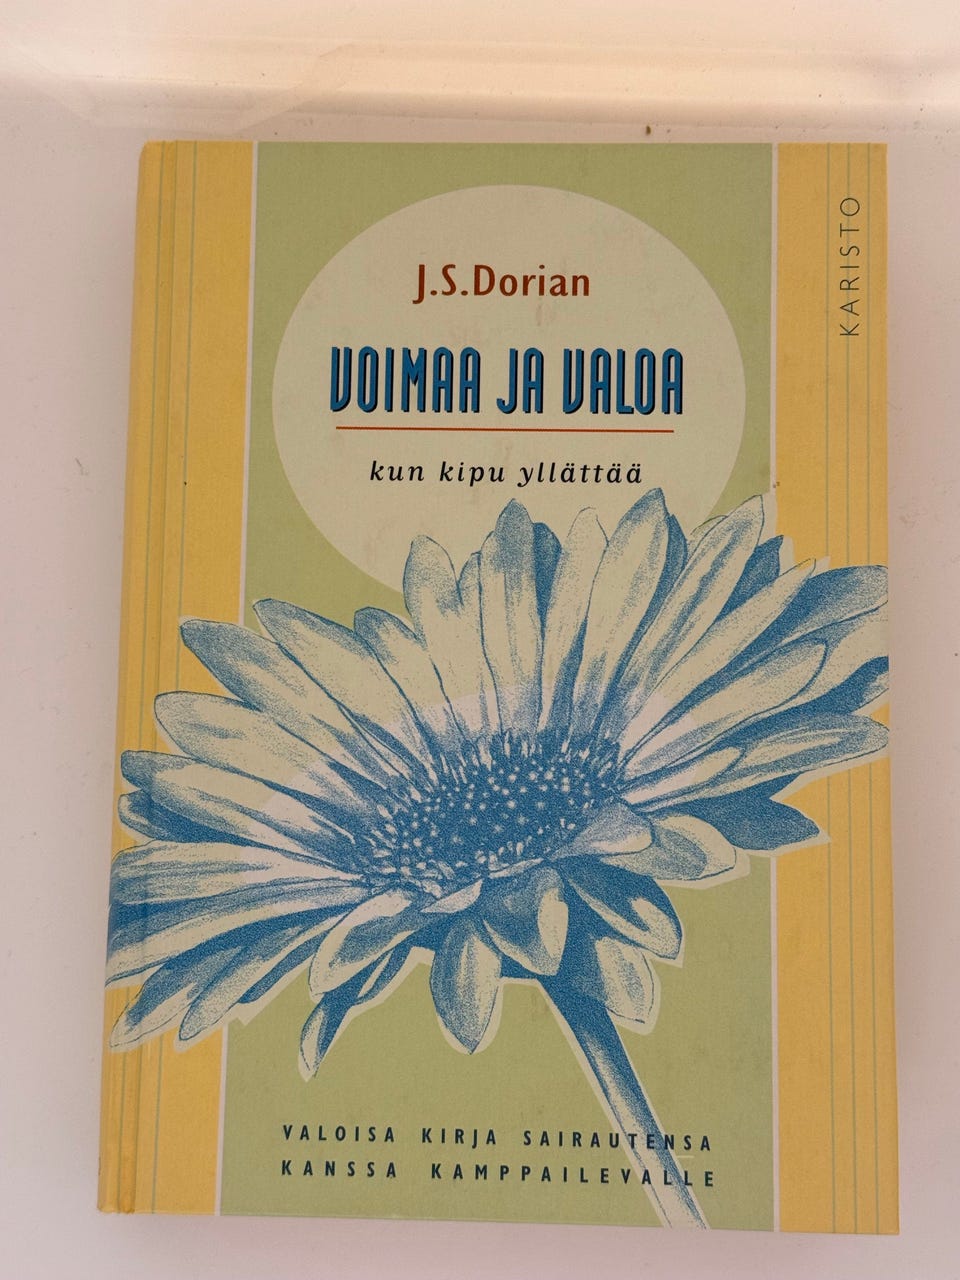 J.S.Dorian
VOIMAA JA VALOA
kun kipu yllättää
KARISTO
VALOISA KIRJA SAIRAUTENSA
KANSSA KAMPPAILEVALLE